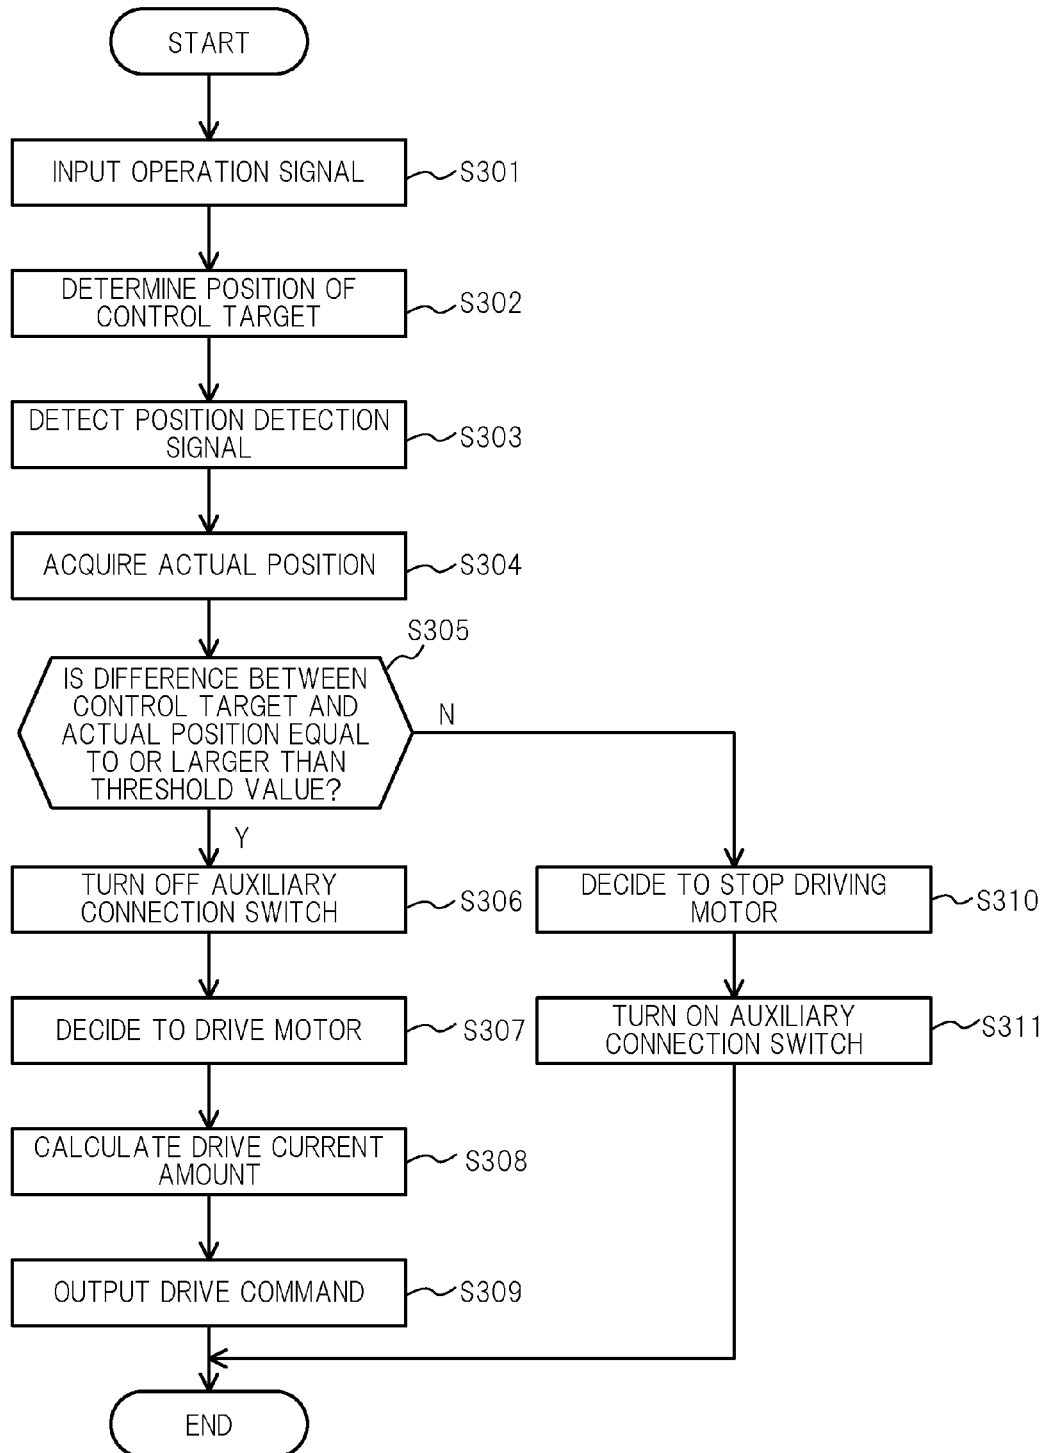 START
INPUT OPERATION SIGNAL
S301
DETERMINE POSITION OF
CONTROL TARGET
S302
DETECT POSITION DETECTION
SIGNAL
S303
ACQUIRE ACTUAL POSITION
S304
S305
IS DIFFERENCE BETWEEN
CONTROL TARGET AND
ACTUAL POSITION EQUAL
TO OR LARGER THAN
THRESHOLD VALUE?
N
Y
TURN OFF AUXILIARY
CONNECTION SWITCH
S306
DECIDE TO STOP DRIVING
MOTOR
S310
DECIDE TO DRIVE MOTOR
S307
TURN ON AUXILIARY
CONNECTION SWITCH
S311
CALCULATE DRIVE CURRENT
AMOUNT
S308
OUTPUT DRIVE COMMAND
S309
END